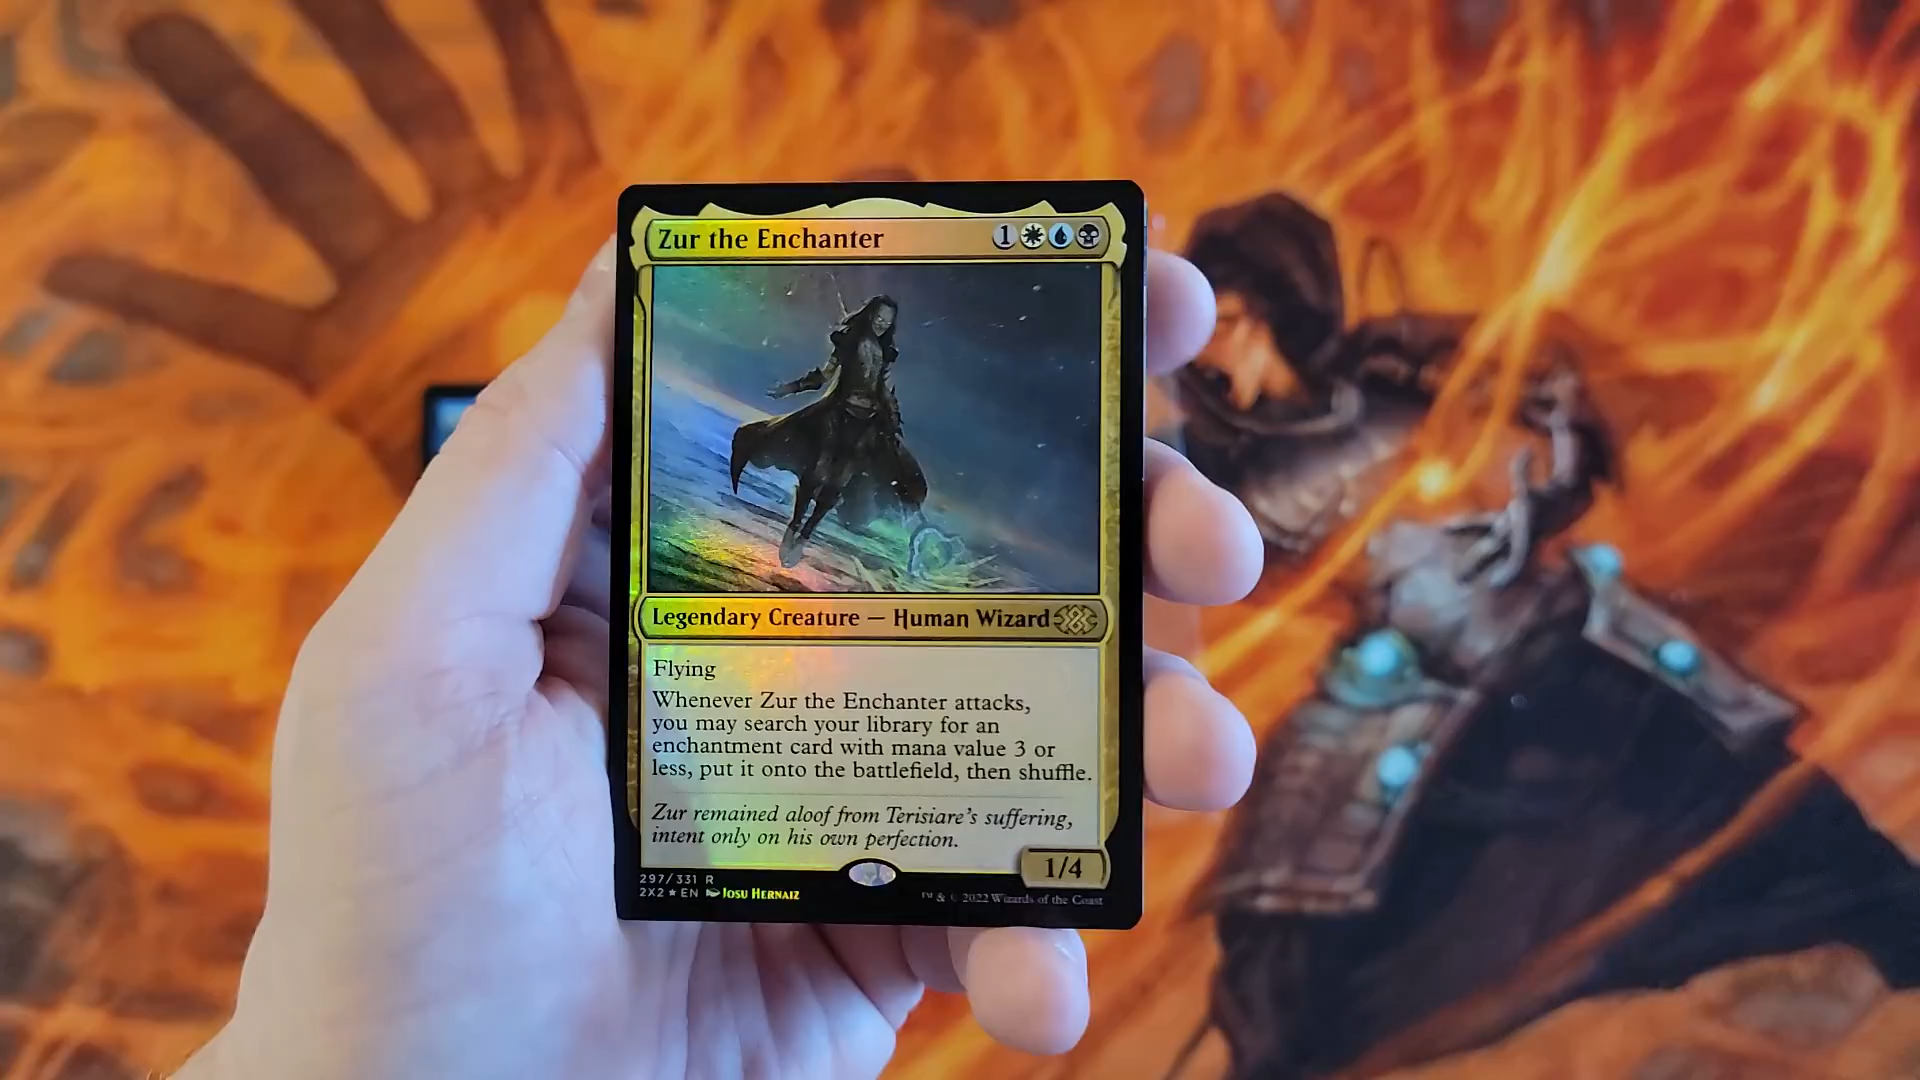 Zur the Enchanter 1
Legendary Creature — Human Wizard
Flying
Whenever Zur the Enchanter attacks,
you may search your library for an
enchantment card with mana value 3 or
less, put it onto the battlefield, then shuffle.
Zur remained aloof from Terisiare's suffering,
intent only on his own perfection.
1/4
297/331 R
2X2 ★ EN Josu Hernaiz
™ & © 2022 Wizards of the Coast